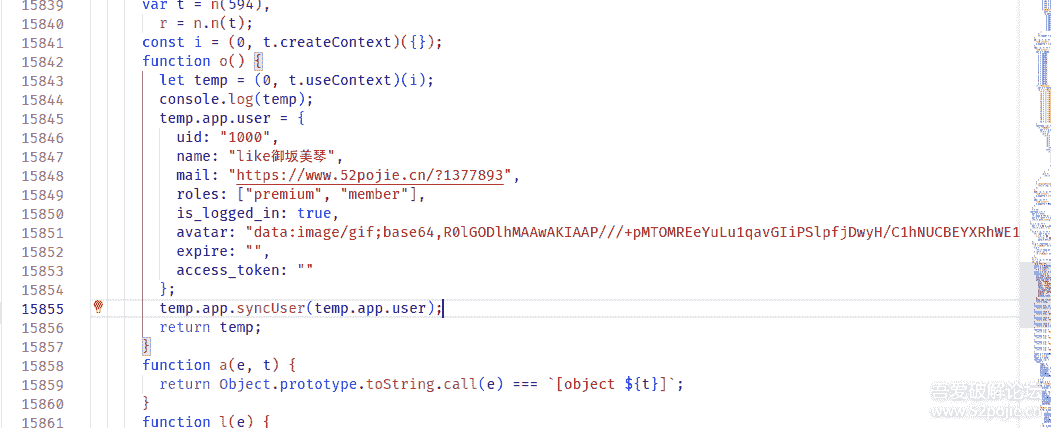 15839 var t = n(594),
15840 r = n.n(t);
15841 const i = (0, t.createContext)({});
15842 function o() {
15843 let temp = (0, t.useContext)(i);
15844 console.log(temp);
15845 temp.app.user = {
15846 uid: "1000",
15847 name: "like御坂美琴",
15848 mail: "https://www.52pojie.cn/?1377893",
15849 roles: ["premium", "member"],
15850 is_logged_in: true,
15851 avatar: "data:image/gif;base64,R0lGODlhMAAwAKIAAP///+pMTOMREeYuLu1qavGIiPSlpfjDwyH/C1hNUCBEYXRhWE1
15852 expire: "",
15853 access_token: ""
15854 };
15855 temp.app.syncUser(temp.app.user);
15856 return temp;
15857 }
15858 function a(e, t) {
15859 return Object.prototype.toString.call(e) === `[object ${t}]`;
15860 }
15861 function l(e) {
吾爱破解论坛
www.52pojie.cn